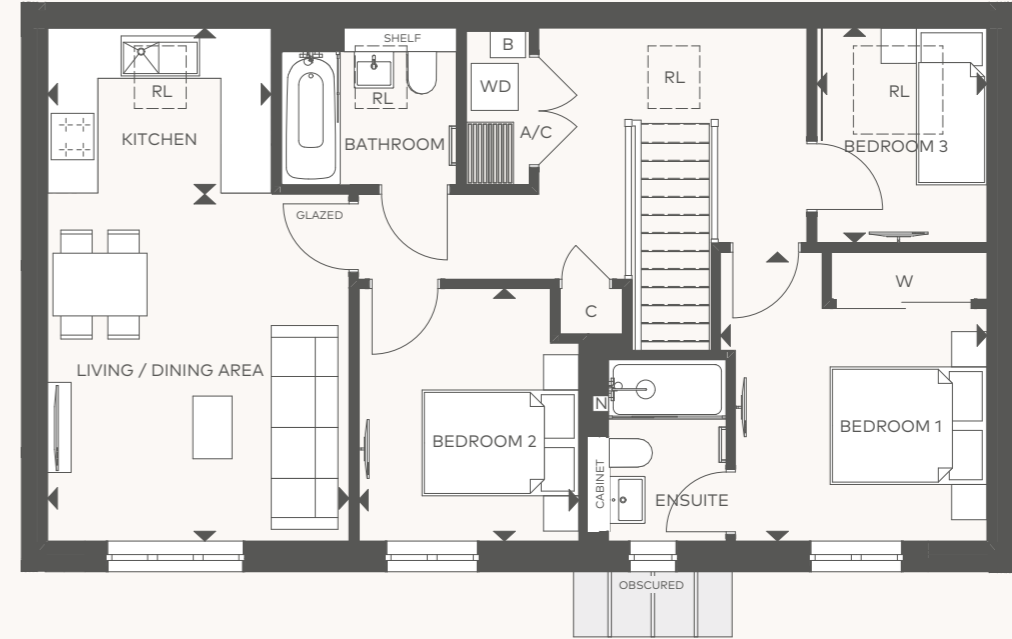 SHELF
B
RL
RL
RL
WD
RL
KITCHEN
A/C
BATHROOM
BEDROOM 3
GLAZED
W
C
LIVING / DINING AREA
N
BEDROOM 2
BEDROOM 1
CABINET
ENSUITE
OBSCURED